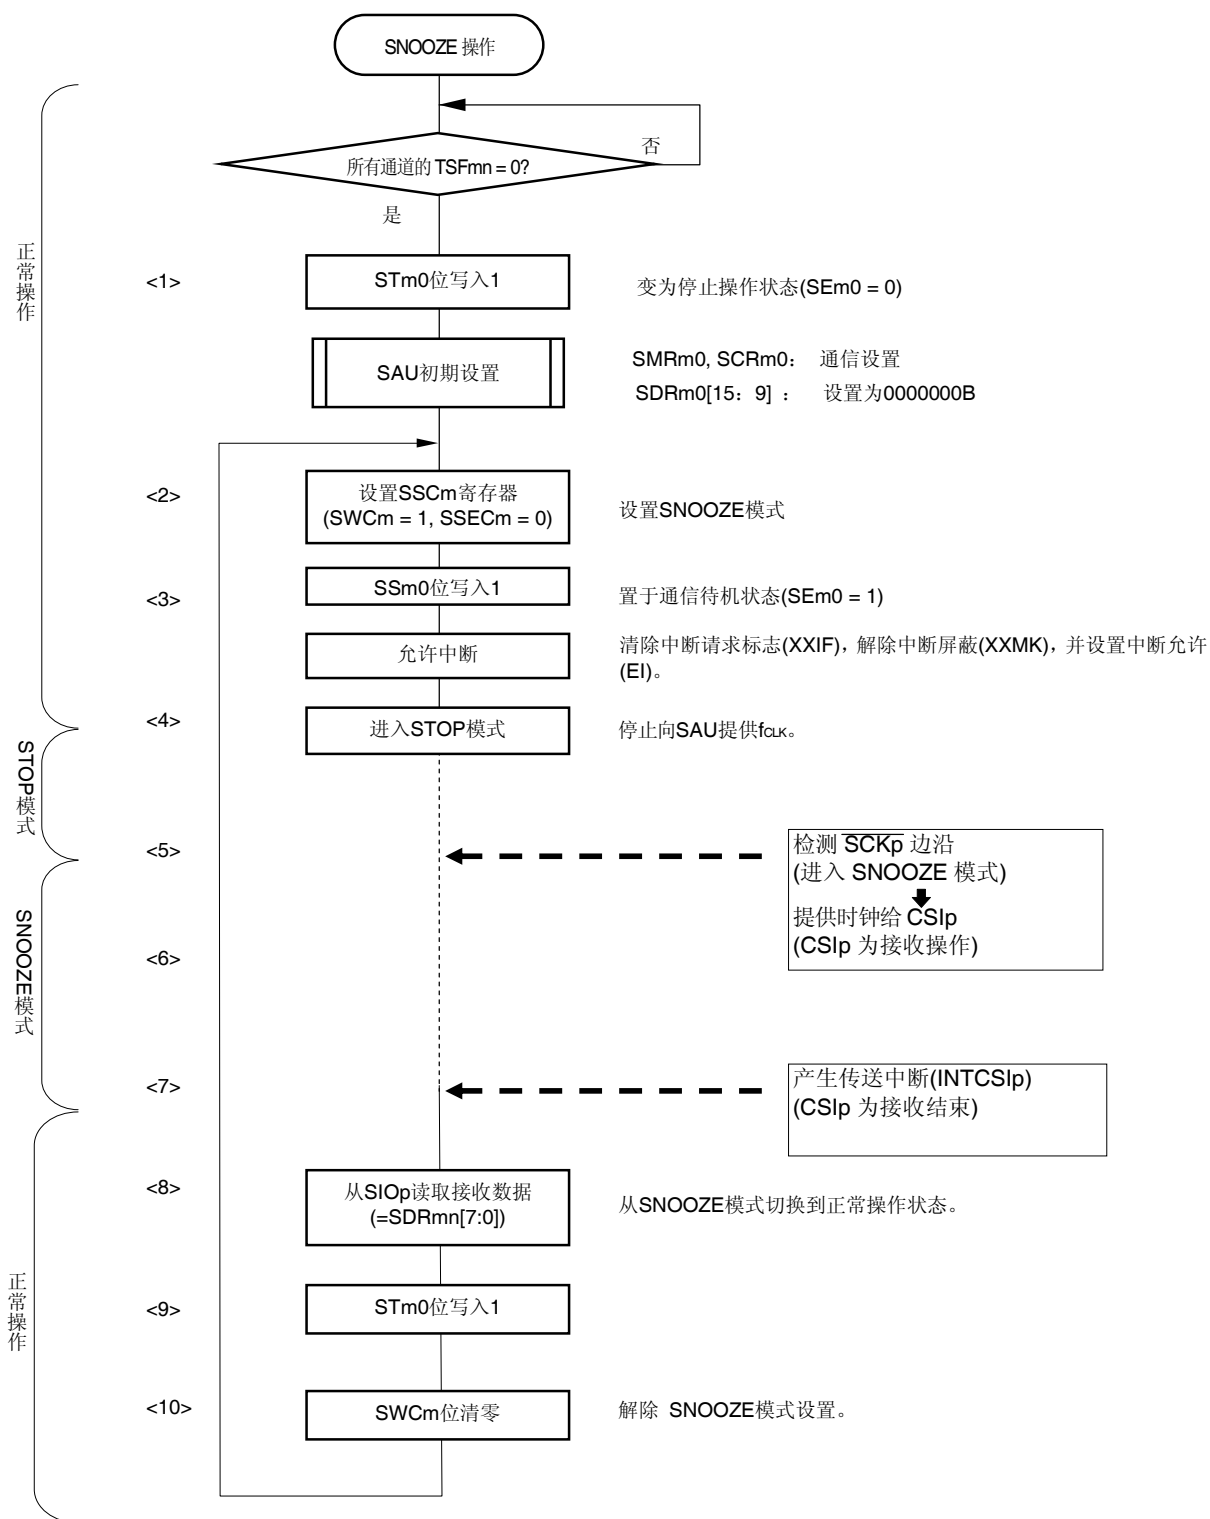 SNOOZE 操作
否
所有通道的 TSFmn = 0?
是
正常操作
<1>
STm0位写入1
变为停止操作状态(SEm0 = 0)
SAU初期设置
SMRm0, SCRm0： 通信设置
SDRm0[15：9] ： 设置为0000000B
<2>
设置SSCm寄存器
(SWCm = 1, SSECm = 0)
设置SNOOZE模式
<3>
SSm0位写入1
置于通信待机状态(SEm0 = 1)
允许中断
清除中断请求标志(XXIF)，解除中断屏蔽(XXMK)，并设置中断允许
(EI)。
<4>
进入STOP模式
停止向SAU提供fCLK。
STOP模式
<5>
检测 SCKp 边沿
(进入 SNOOZE 模式)
提供时钟给 CSIp
(CSIp 为接收操作)
SNOOZE模式
<6>
<7>
产生传送中断(INTCSIp)
(CSIp 为接收结束)
<8>
从SIOp读取接收数据
(=SDRmn[7:0])
从SNOOZE模式切换到正常操作状态。
正常操作
<9>
STm0位写入1
<10>
SWCm位清零
解除 SNOOZE模式设置。